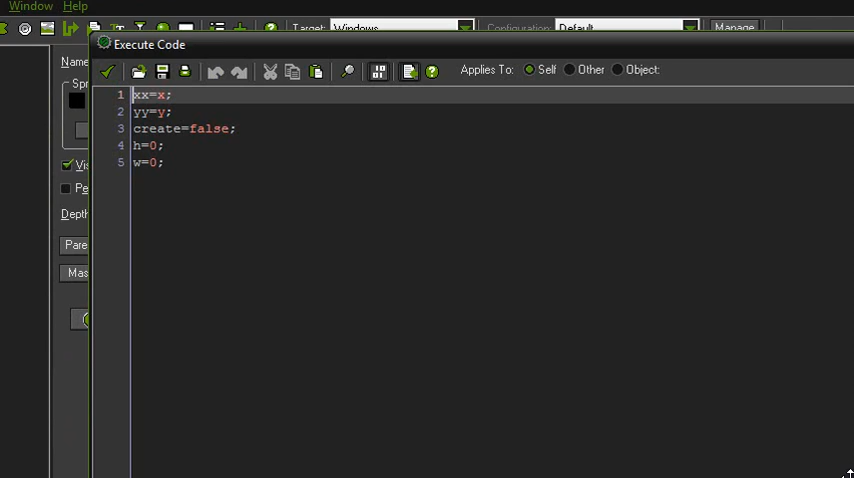 Window Help
Target: Windows Configuration: Default Manage
Execute Code
Name
Applies To: Self Other Object:
Spr
1 xx=x;
2 yy=y;
3 create=false;
4 h=0;
5 w=0;
Vis
Pe
Depth
Pare
Mas